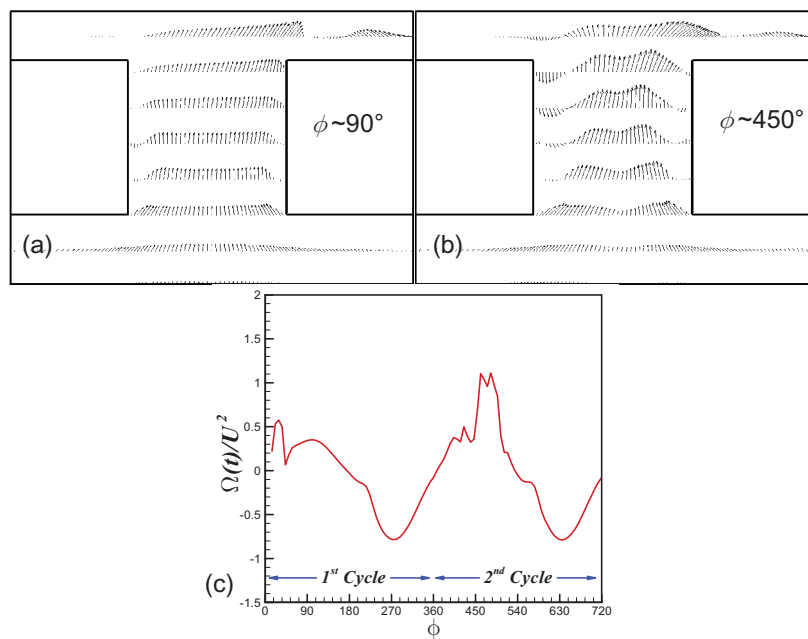 ϕ~90°
ϕ~450°
(a)
(b)
2
1.5
1
0.5
0
-0.5
-1
-1.5
Ω(t)/U²
1st Cycle
2nd Cycle
(c)
0 90 180 270 360 450 540 630 720
ϕ